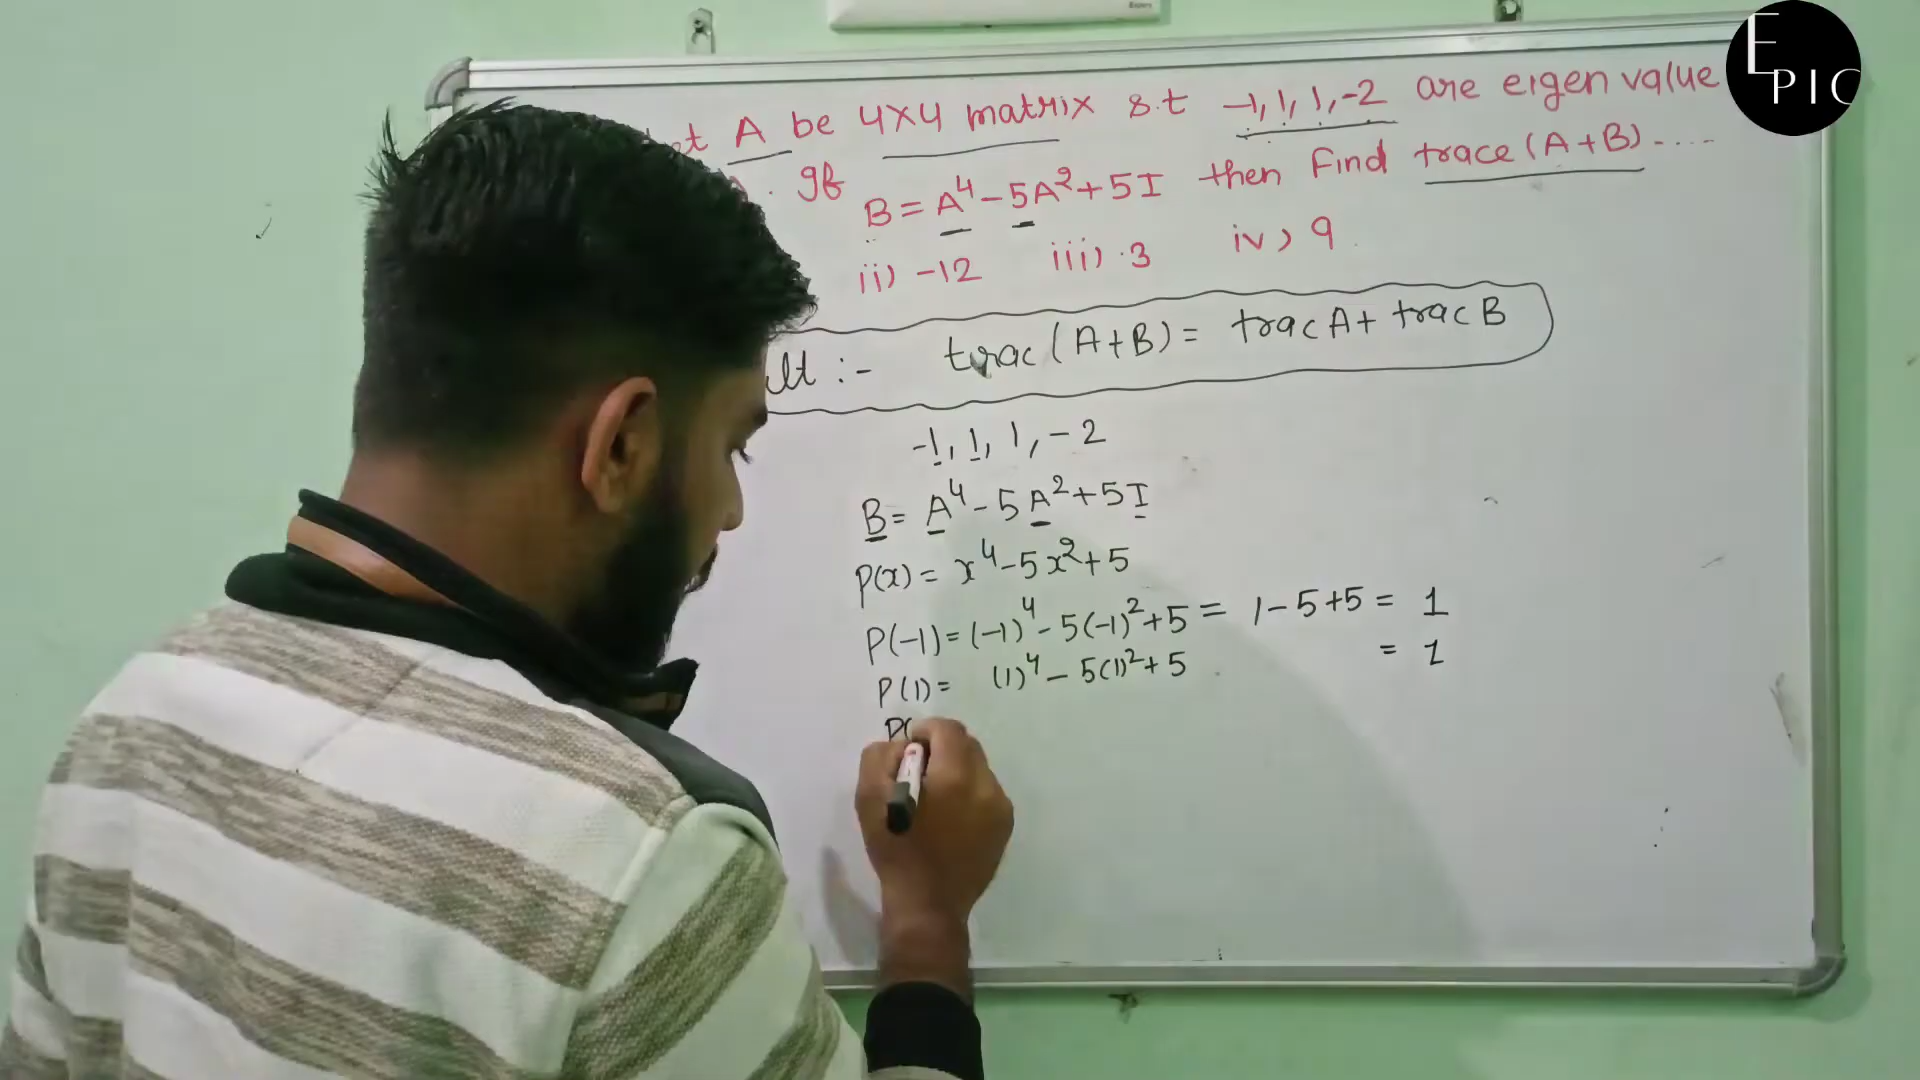 EPIC
A be 4x4 matrix s.t -1, 1, 1, -2 are eigen value
. gf B = A⁴ - 5A² + 5I then Find trace (A+B) ....
ii) -12 iii) 3 iv) 9
:- trac (A+B) = trac A + trac B
-1, 1, 1, -2
B = A⁴ - 5A² + 5I
P(x) = x⁴ - 5x² + 5
P(-1) = (-1)⁴ - 5(-1)² + 5 = 1 - 5 + 5 = 1
P(1) = (1)⁴ - 5(1)² + 5 = 1
P(